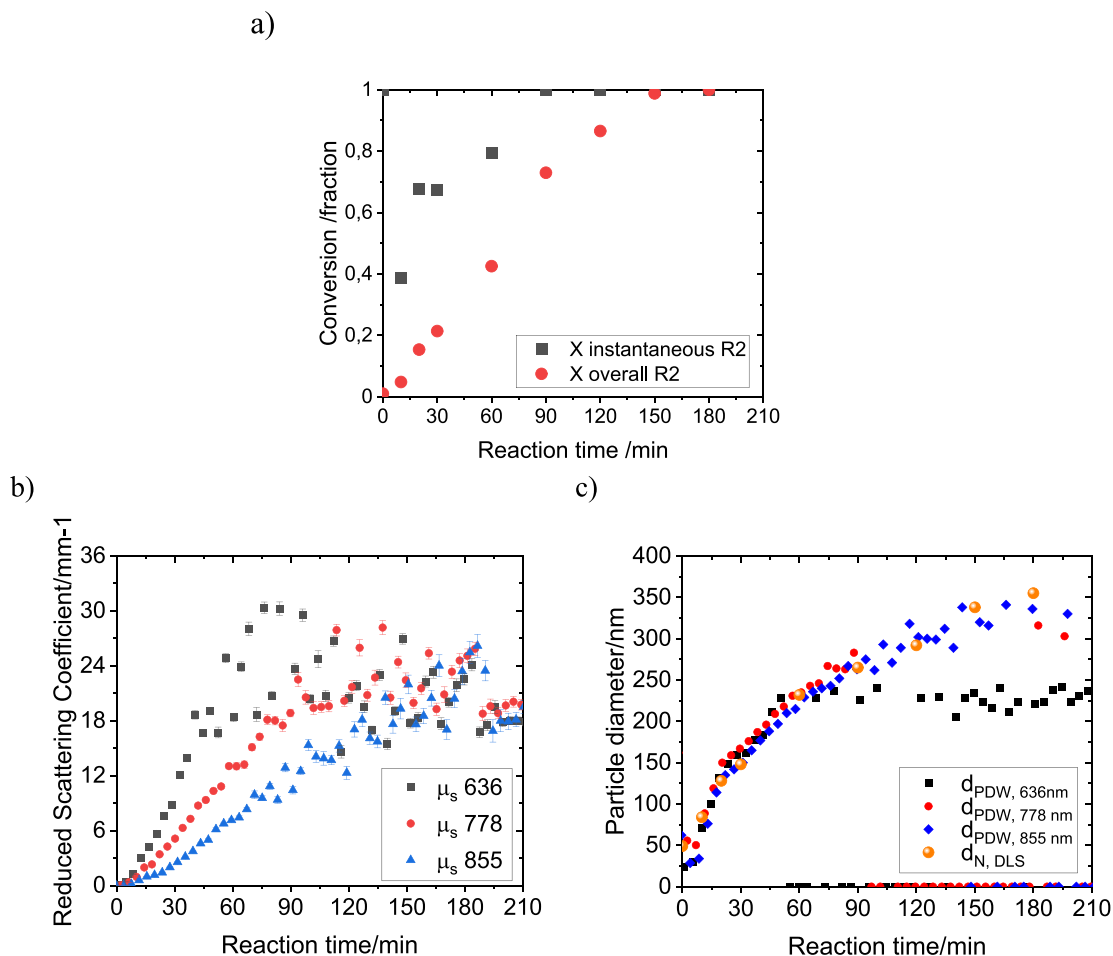 a)
1
0,8
0,6
0,4
0,2
0
Conversion /fraction
X instantaneous R2
X overall R2
0 30 60 90 120 150 180 210
Reaction time /min
b)
36
30
24
18
12
6
0
Reduced Scattering Coefficient/mm-1
μs 636
μs 778
μs 855
0 30 60 90 120 150 180 210
Reaction time/min
c)
400
350
300
250
200
150
100
50
0
Particle diameter/nm
dPDW, 636nm
dPDW, 778 nm
dPDW, 855 nm
dN, DLS
0 30 60 90 120 150 180 210
Reaction time/min